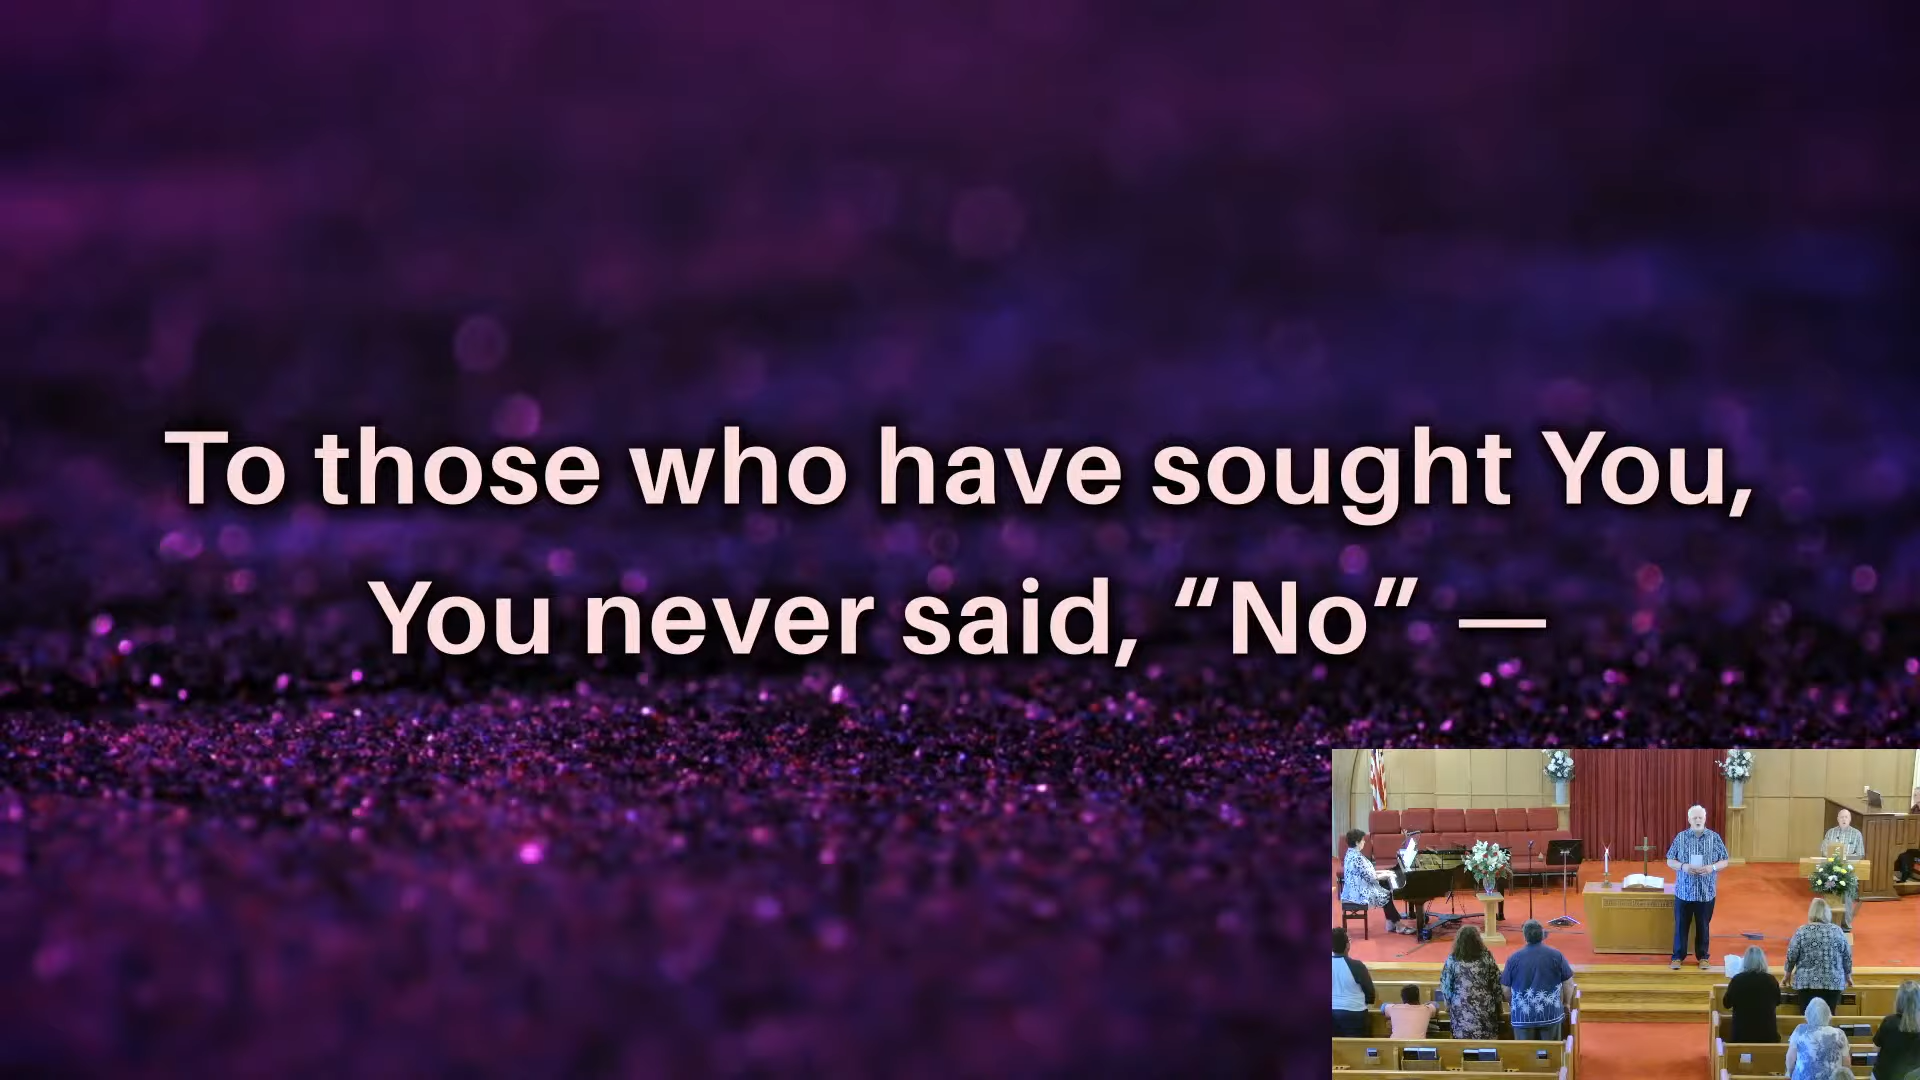 To those who have sought You,
You never said, “No” —